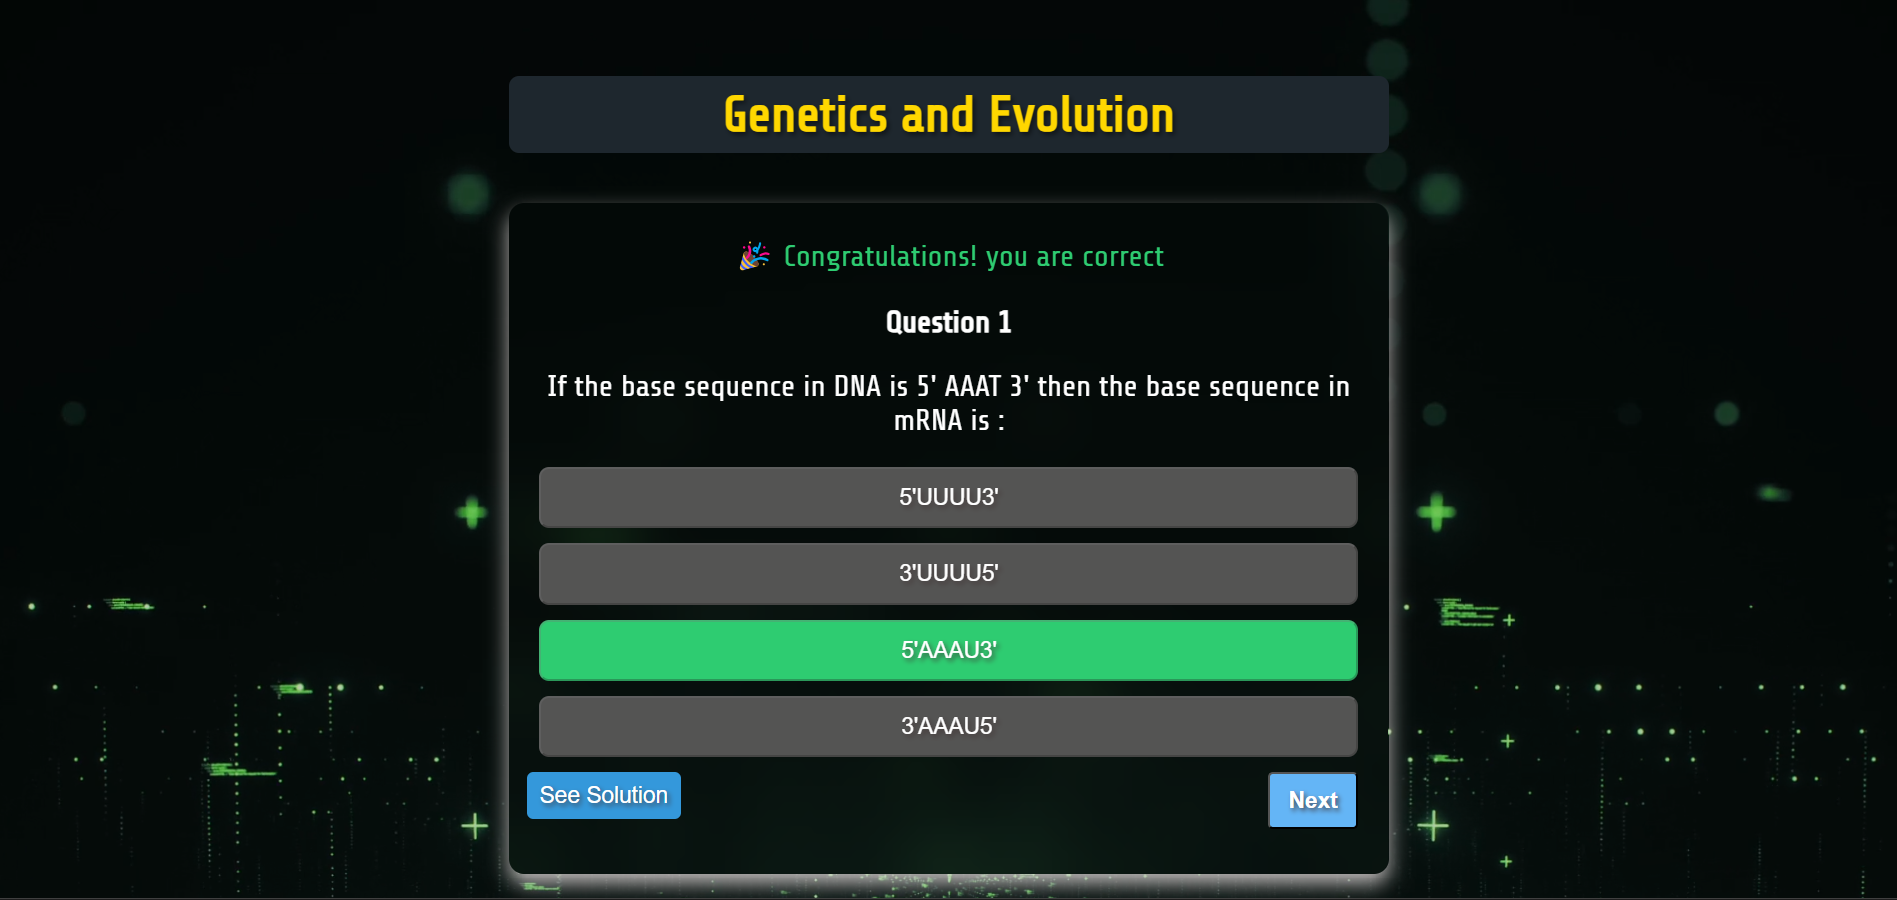 Genetics and Evolution
🎉 Congratulations! you are correct
Question 1
If the base sequence in DNA is 5' AAAT 3' then the base sequence in
mRNA is :
5'UUUU3'
3'UUUU5'
5'AAAU3'
3'AAAU5'
See Solution
Next